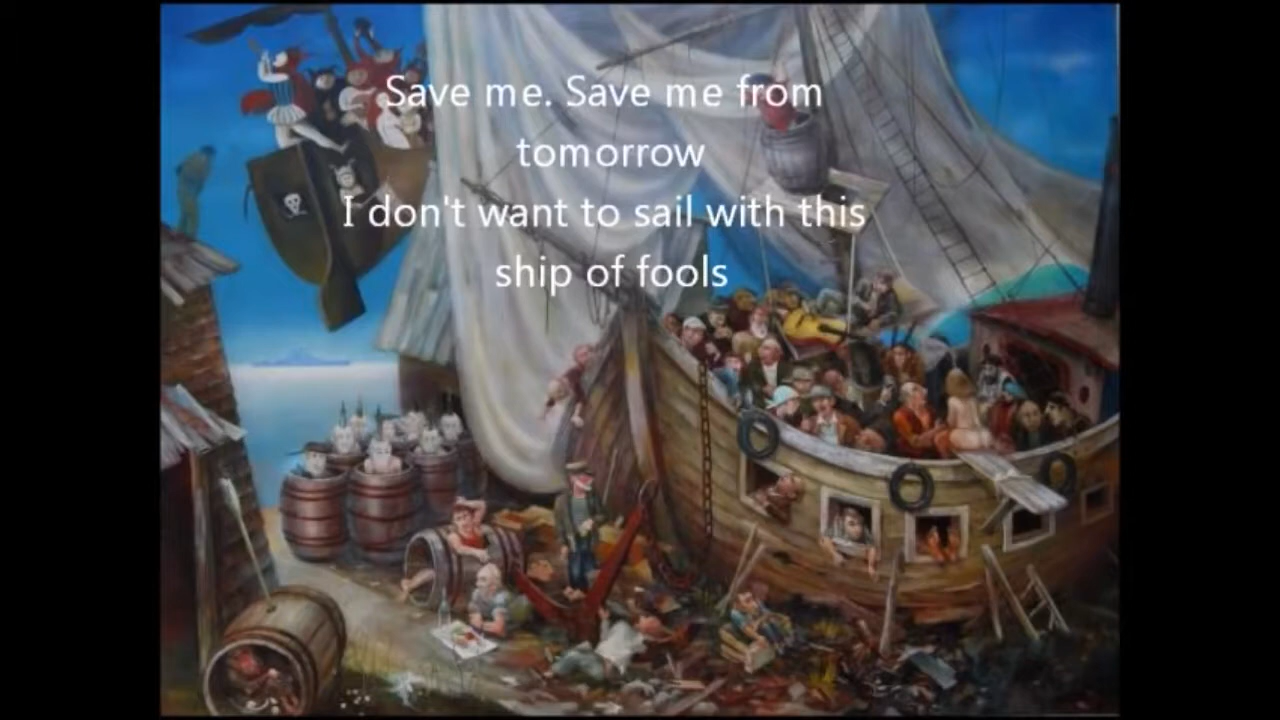 Save me. Save me from
tomorrow
I don't want to sail with this
ship of fools